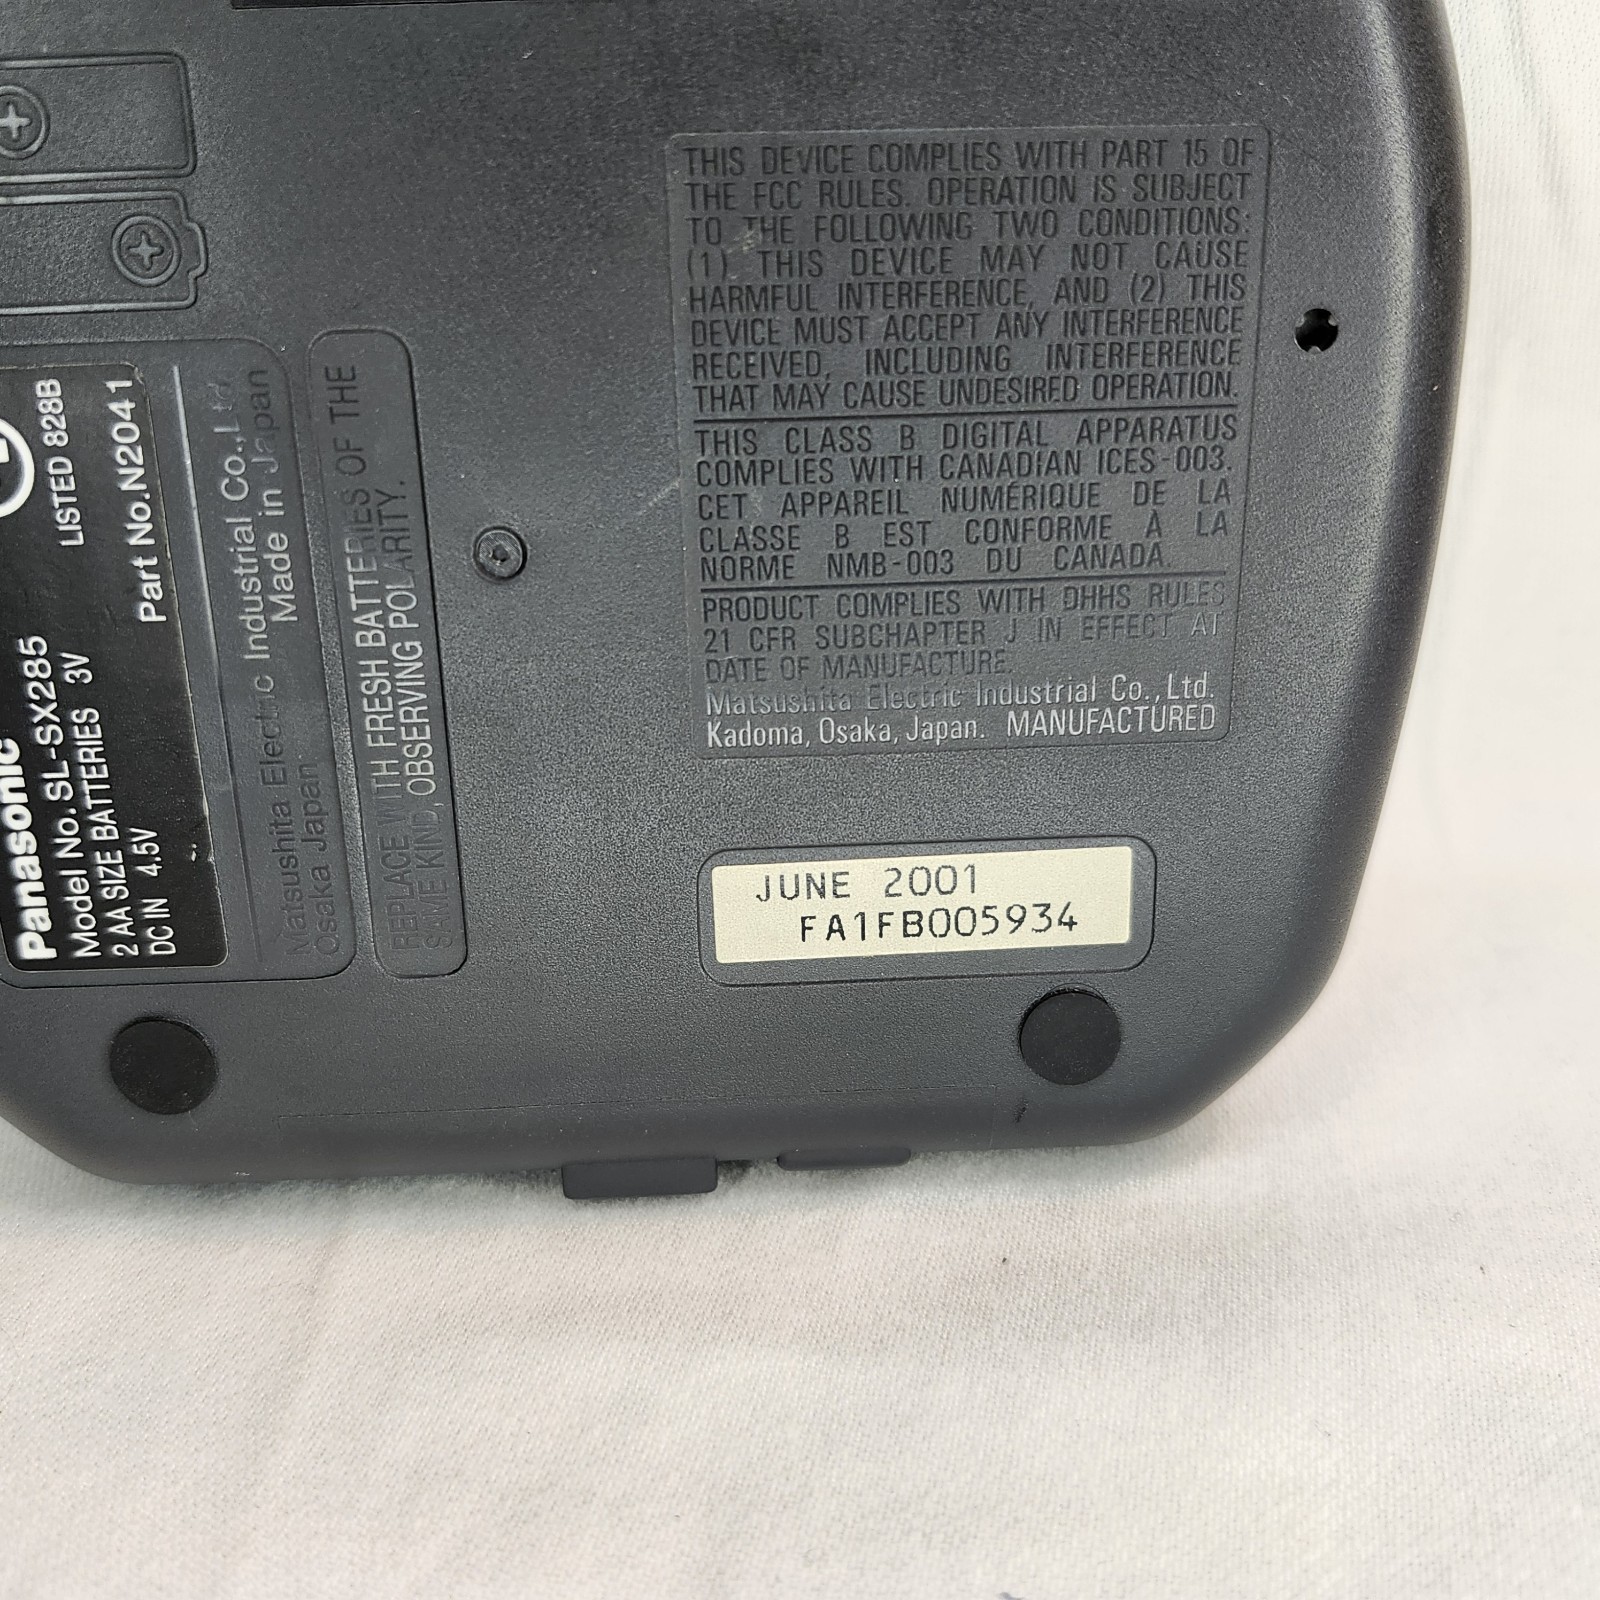 THIS DEVICE COMPLIES WITH PART 15 OF
THE FCC RULES. OPERATION IS SUBJECT
TO THE FOLLOWING TWO CONDITIONS:
(1) THIS DEVICE MAY NOT CAUSE
HARMFUL INTERFERENCE, AND (2) THIS
DEVICE MUST ACCEPT ANY INTERFERENCE
RECEIVED, INCLUDING INTERFERENCE
THAT MAY CAUSE UNDESIRED OPERATION.
THIS CLASS B DIGITAL APPARATUS
COMPLIES WITH CANADIAN ICES-003.
CET APPAREIL NUMÉRIQUE DE LA
CLASSE B EST CONFORME À LA
NORME NMB-003 DU CANADA.
PRODUCT COMPLIES WITH DHHS RULES
21 CFR SUBCHAPTER J IN EFFECT AT
DATE OF MANUFACTURE.
Matsushita Electric Industrial Co., Ltd.
Kadoma, Osaka, Japan. MANUFACTURED
JUNE 2001
FA1FB005934
Panasonic
Model No. SL-SX285
2 AA SIZE BATTERIES 3V
DC IN 4.5V
LISTED 828B
Part No.N2041
Matsushita Electric Industrial Co., Ltd.
Osaka Japan
Made in Japan
REPLACE WITH FRESH BATTERIES OF THE
SAME KIND, OBSERVING POLARITY.